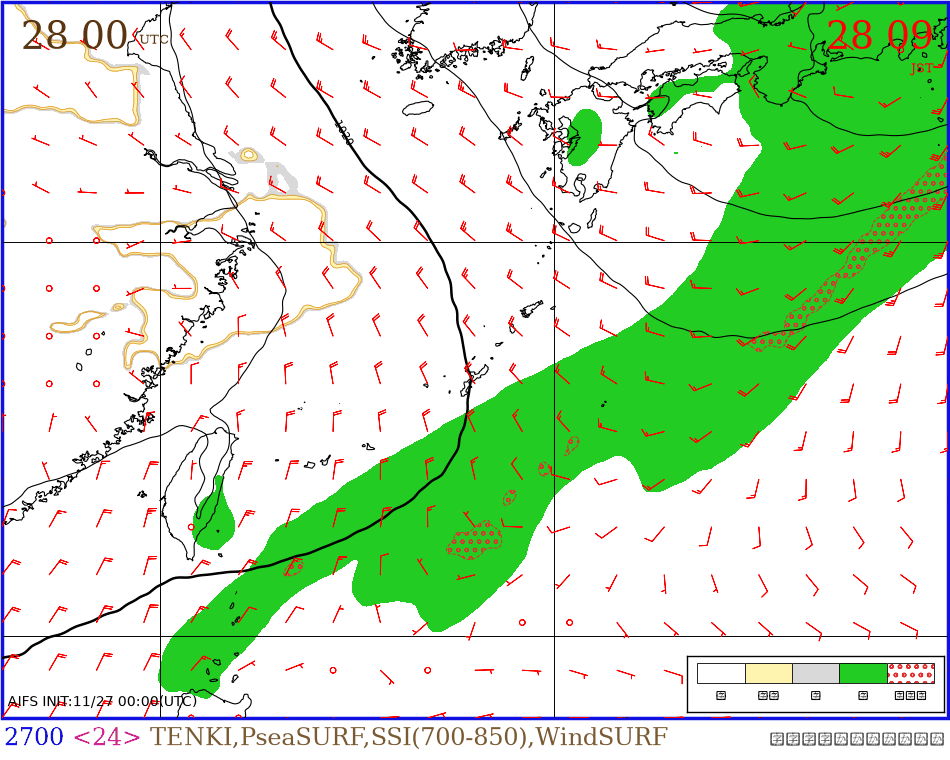 28 00 UTC
28 09
JST
1020
AIFS INIT:11/27 00:00(UTC)
2700 <24> TENKI,PseaSURF,SSI(700-850),WindSURF